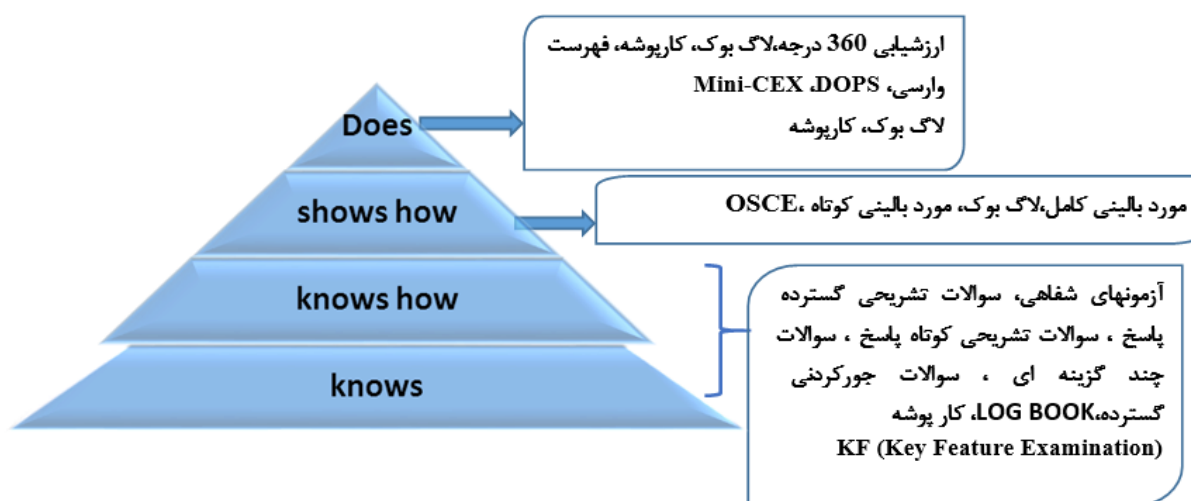 ارزشیابی 360 درجه،لاگ بوک، کارپوشه، فهرست
وارسی، Mini-CEX ،DOPS
لاگ بوک، کارپوشه
Does
shows how
مورد بالینی کامل،لاگ بوک، مورد بالینی کوتاه ،OSCE
knows how
knows
آزمونهای شفاهی، سوالات تشریحی گسترده
پاسخ ، سوالات تشریحی کوتاه پاسخ ، سوالات
چند گزینه ای ، سوالات جورکردنی
گسترده،LOG BOOK، کار پوشه
KF (Key Feature Examination)